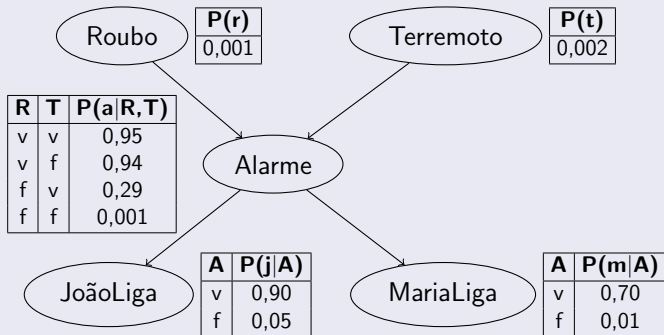 Roubo
P(r)
0,001
Terremoto
P(t)
0,002
R T P(a|R,T)
v v 0,95
v f 0,94
f v 0,29
f f 0,001
Alarme
JoãoLiga
A P(j|A)
v 0,90
f 0,05
MariaLiga
A P(m|A)
v 0,70
f 0,01